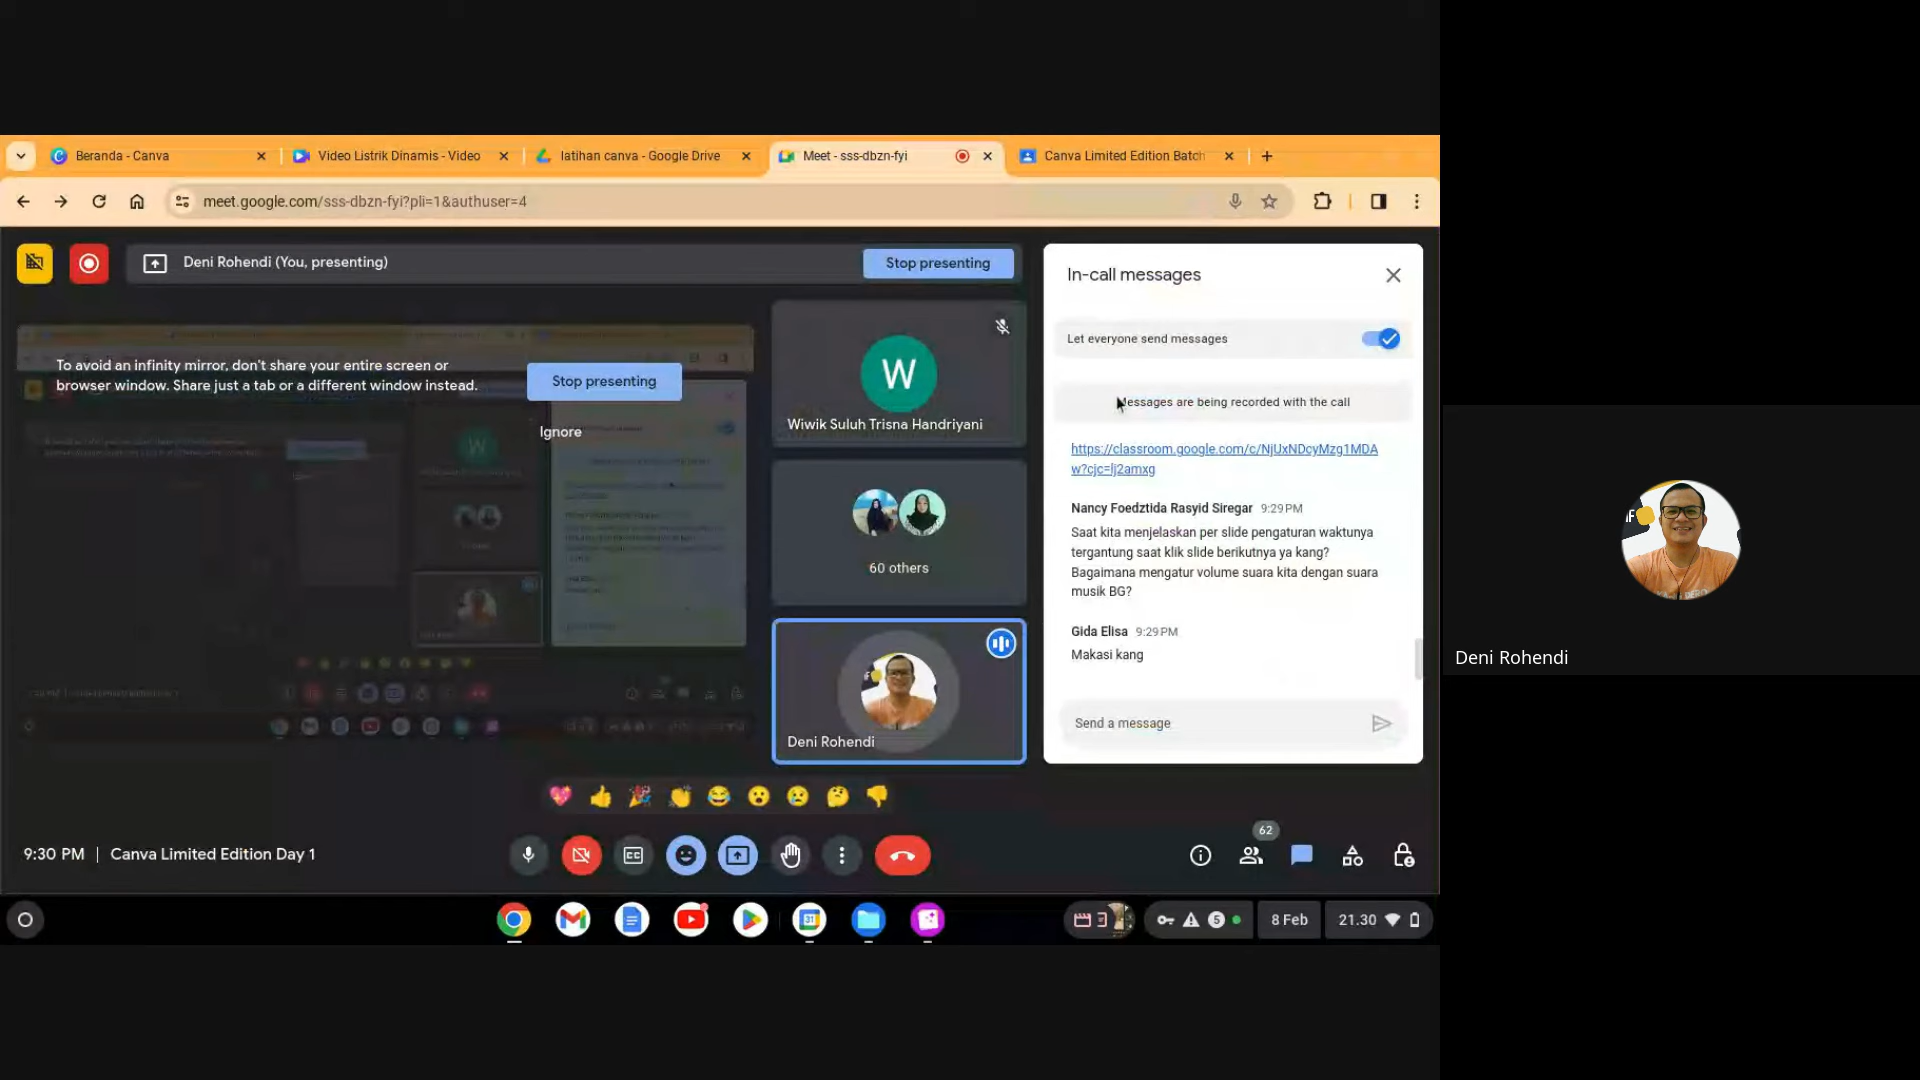 Beranda - Canva
Video Listrik Dinamis - Video
latihan canva - Google Drive
Meet - sss-dbzn-fyi
Canva Limited Edition Batch
meet.google.com/sss-dbzn-fyi?pli=1&authuser=4
Deni Rohendi (You, presenting)
Stop presenting
To avoid an infinity mirror, don't share your entire screen or
browser window. Share just a tab or a different window instead.
Stop presenting
Ignore
W
Wiwik Suluh Trisna Handriyani
60 others
Deni Rohendi
In-call messages
Let everyone send messages
Messages are being recorded with the call
https://classroom.google.com/c/NjUxNDcyMzg1MDA
w?cjc=lj2amxg
Nancy Foedztida Rasyid Siregar 9:29 PM
Saat kita menjelaskan per slide pengaturan waktunya
tergantung saat klik slide berikutnya ya kang?
Bagaimana mengatur volume suara kita dengan suara
musik BG?
Gida Elisa 9:29 PM
Makasi kang
Send a message
9:30 PM | Canva Limited Edition Day 1
CC
62
31
5
8 Feb
21.30
Deni Rohendi